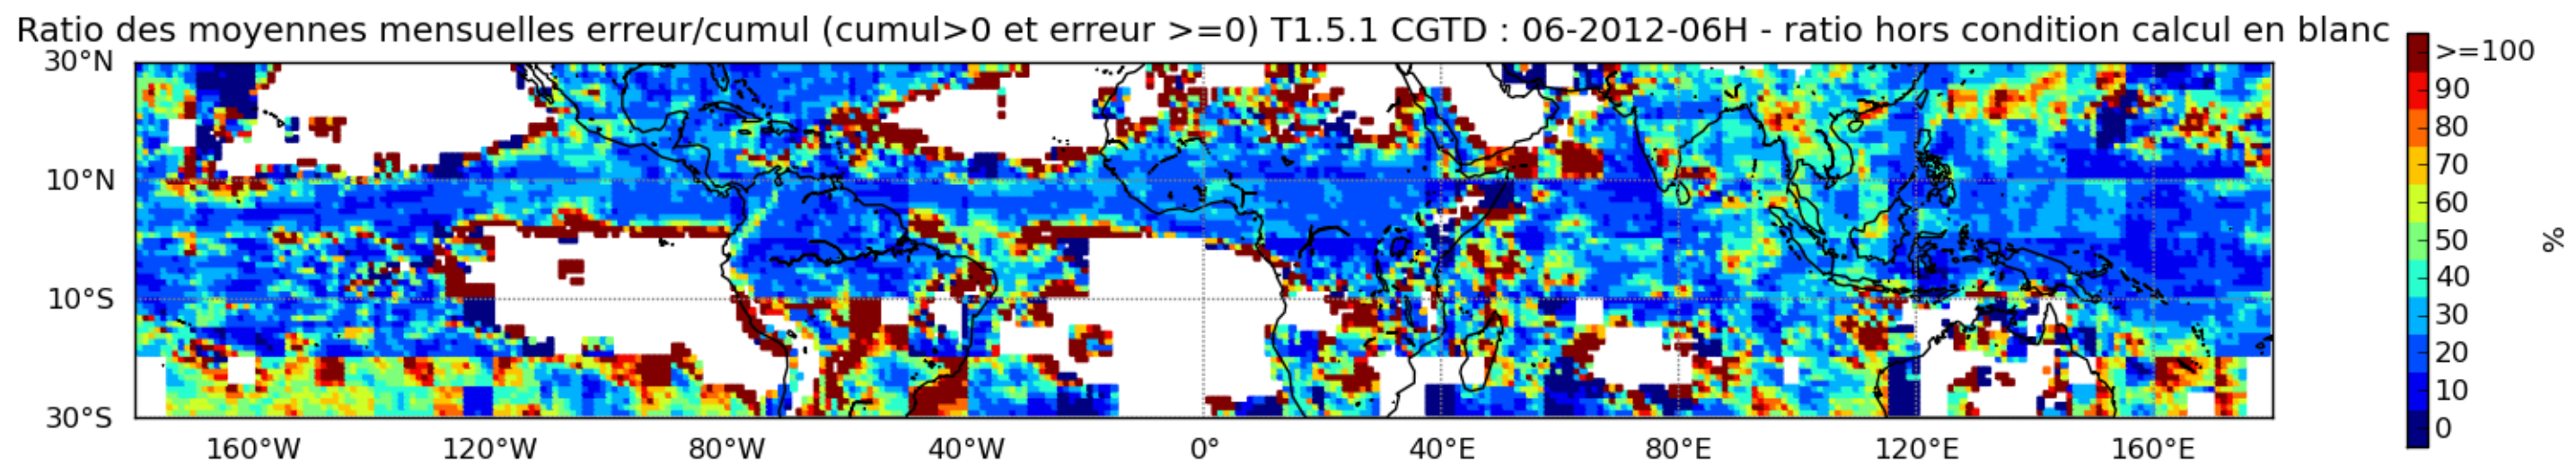 Ratio des moyennes mensuelles erreur/cumul (cumul>0 et erreur >=0) T1.5.1 CGTD : 06-2012-06H - ratio hors condition calcul en blanc
30°N
10°N
10°S
30°S
160°W 120°W 80°W 40°W 0° 40°E 80°E 120°E 160°E
>=100
90
80
70
60
50
40
30
20
10
0
%